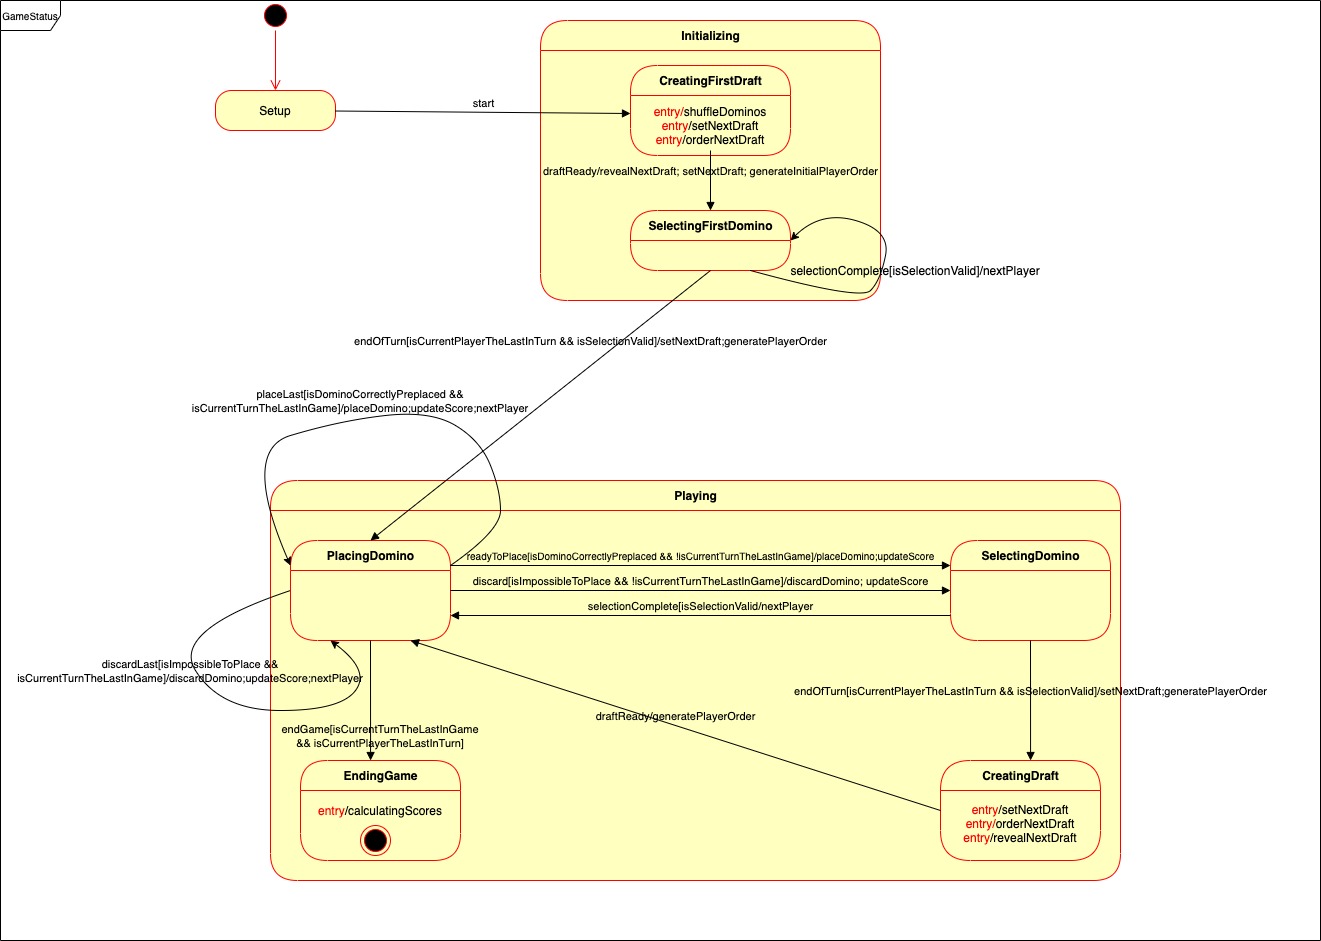 GameStatus
Initializing
CreatingFirstDraft
Setup
start
entry/shuffleDominos
entry/setNextDraft
entry/orderNextDraft
draftReady/revealNextDraft; setNextDraft; generateInitialPlayerOrder
SelectingFirstDomino
selectionComplete[isSelectionValid]/nextPlayer
endOfTurn[isCurrentPlayerTheLastInTurn && isSelectionValid]/setNextDraft;generatePlayerOrder
placeLast[isDominoCorrectlyPreplaced &&
isCurrentTurnTheLastInGame]/placeDomino;updateScore;nextPlayer
Playing
PlacingDomino
readyToPlace[isDominoCorrectlyPreplaced && !isCurrentTurnTheLastInGame]/placeDomino;updateScore
SelectingDomino
discard[isImpossibleToPlace && !isCurrentTurnTheLastInGame]/discardDomino; updateScore
selectionComplete[isSelectionValid/nextPlayer
discardLast[isImpossibleToPlace &&
isCurrentTurnTheLastInGame]/discardDomino;updateScore;nextPlayer
endOfTurn[isCurrentPlayerTheLastInTurn && isSelectionValid]/setNextDraft;generatePlayerOrder
draftReady/generatePlayerOrder
endGame[isCurrentTurnTheLastInGame
&& isCurrentPlayerTheLastInTurn]
EndingGame
entry/calculatingScores
CreatingDraft
entry/setNextDraft
entry/orderNextDraft
entry/revealNextDraft